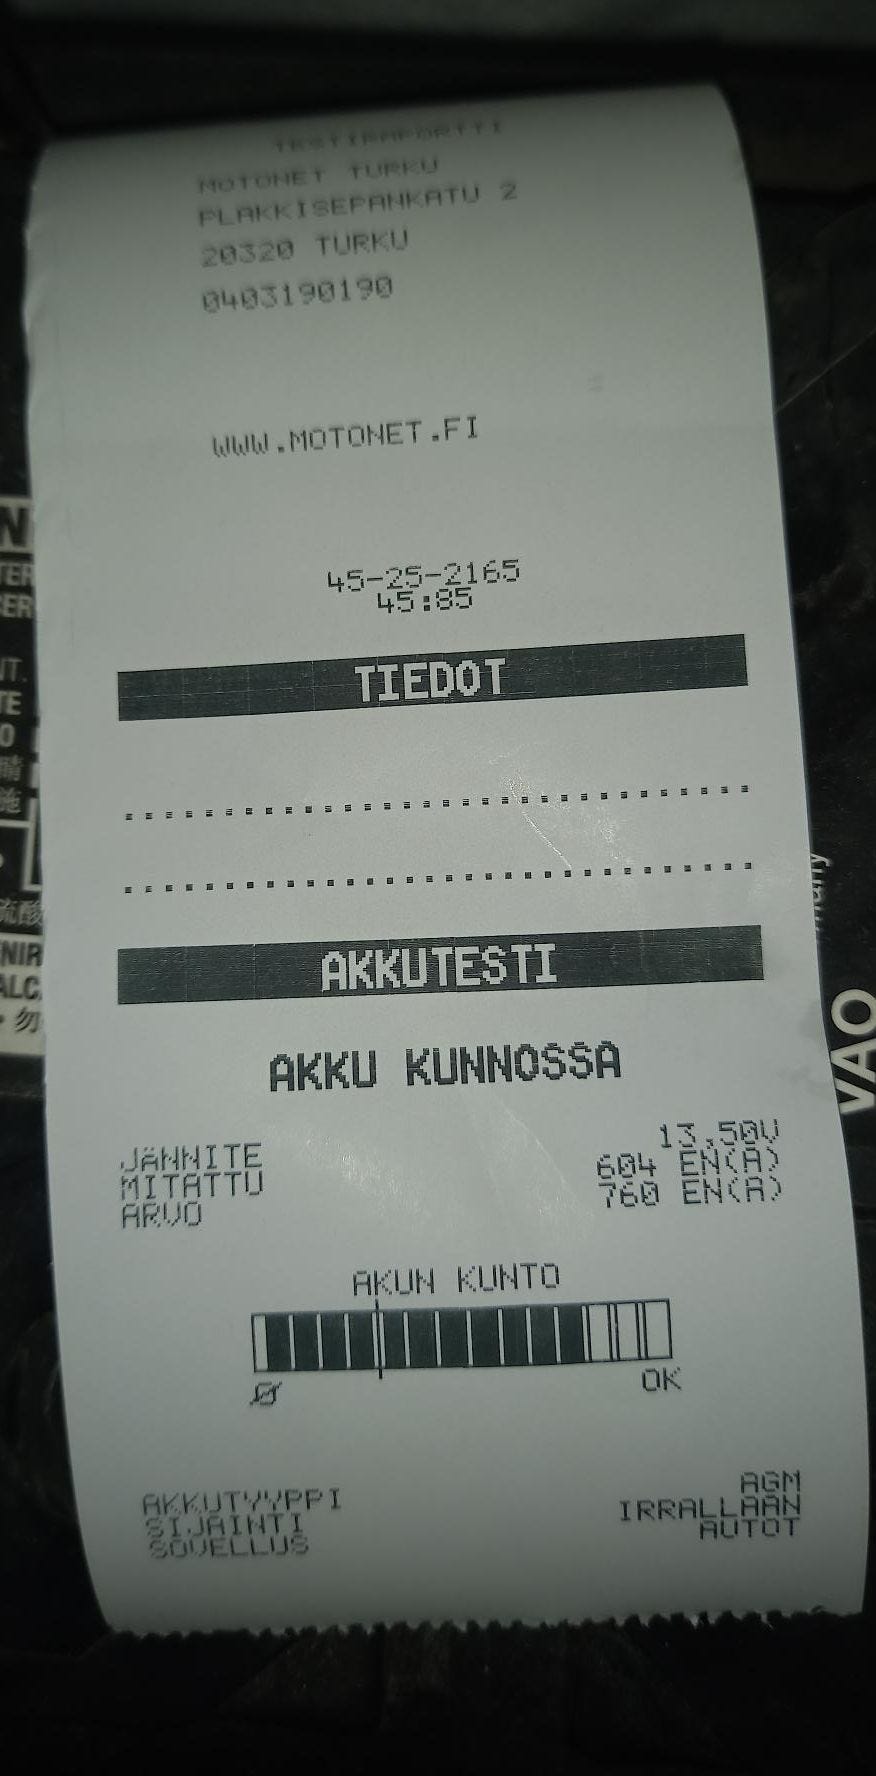 TESTIRAPORTTI
MOTONET TURKU
PLAKKISEPANKATU 2
20320 TURKU
0403190190
WWW.MOTONET.FI
45-25-2165
45:85
TIEDOT
AKKUTESTI
AKKU KUNNOSSA
JÄNNITE 13,50V
MITATTU 604 EN(A)
ARVO 760 EN(A)
AKUN KUNTO
0 OK
AKKUTYYPPI AGM
SIJAINTI IRRALLAAN
SOVELLUS AUTOT
VAO